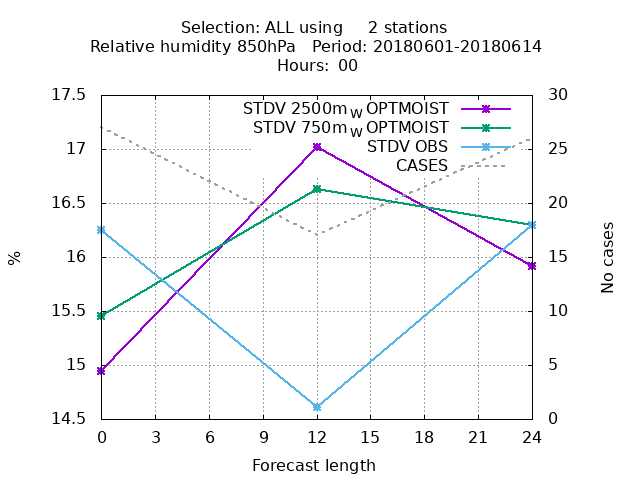 Selection: ALL using     2 stations
Relative humidity 850hPa   Period: 20180601-20180614
Hours: 00
STDV 2500m_W OPTMOIST
STDV 750m_W OPTMOIST
STDV OBS
CASES
17.5
17
16.5
16
15.5
15
14.5
%
30
25
20
15
10
5
0
No cases
0 3 6 9 12 15 18 21 24
Forecast length